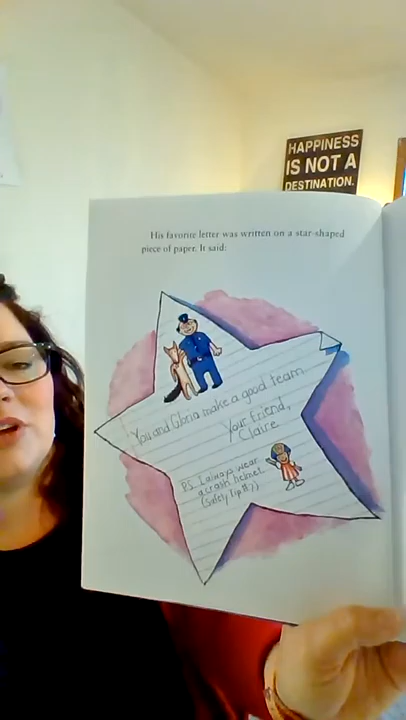 HAPPINESS
IS NOT A
DESTINATION.
His favorite letter was written on a star-shaped
piece of paper. It said:
You and Gloria make a good team.
Your friend,
Claire
P.S. I always wear
a crash helmet.
(Safety Tip #7)